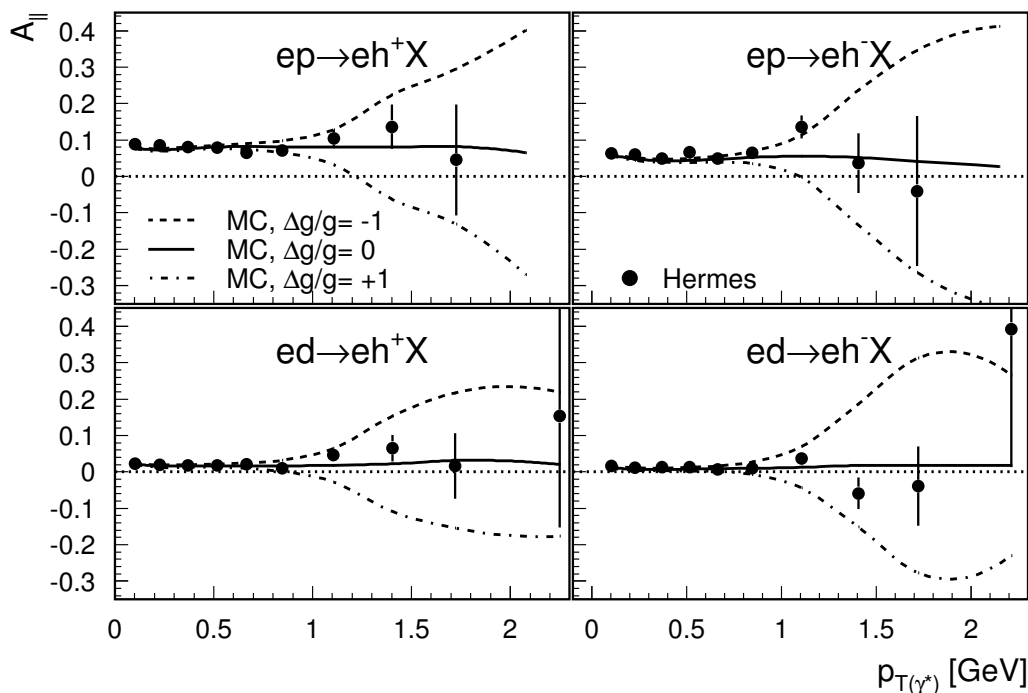 A||
ep→eh⁺X
ep→eh⁻X
0.4
0.3
0.2
0.1
0
-0.1
-0.2
-0.3
MC, Δg/g= -1
MC, Δg/g= 0
MC, Δg/g= +1
Hermes
ed→eh⁺X
ed→eh⁻X
0.4
0.3
0.2
0.1
0
-0.1
-0.2
-0.3
0 0.5 1 1.5 2
0 0.5 1 1.5 2
p_T(γ*) [GeV]